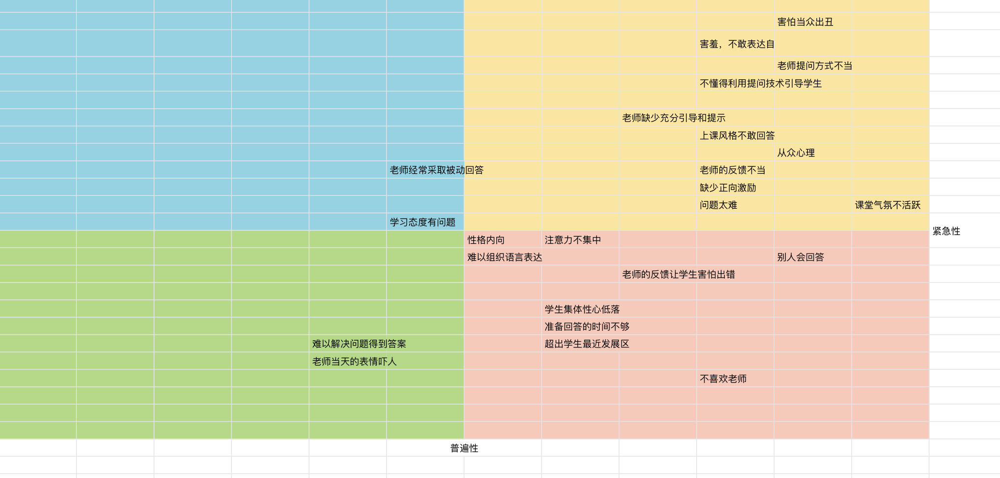 害怕当众出丑
害羞，不敢表达自
老师提问方式不当
不懂得利用提问技术引导学生
老师缺少充分引导和提示
上课风格不敢回答
从众心理
老师经常采取被动回答 老师的反馈不当
缺少正向激励
问题太难 课堂气氛不活跃
学习态度有问题
紧急性
性格内向 注意力不集中
难以组织语言表达 别人会回答
老师的反馈让学生害怕出错
学生集体性心低落
准备回答的时间不够
难以解决问题得到答案 超出学生最近发展区
老师当天的表情吓人
不喜欢老师
普遍性